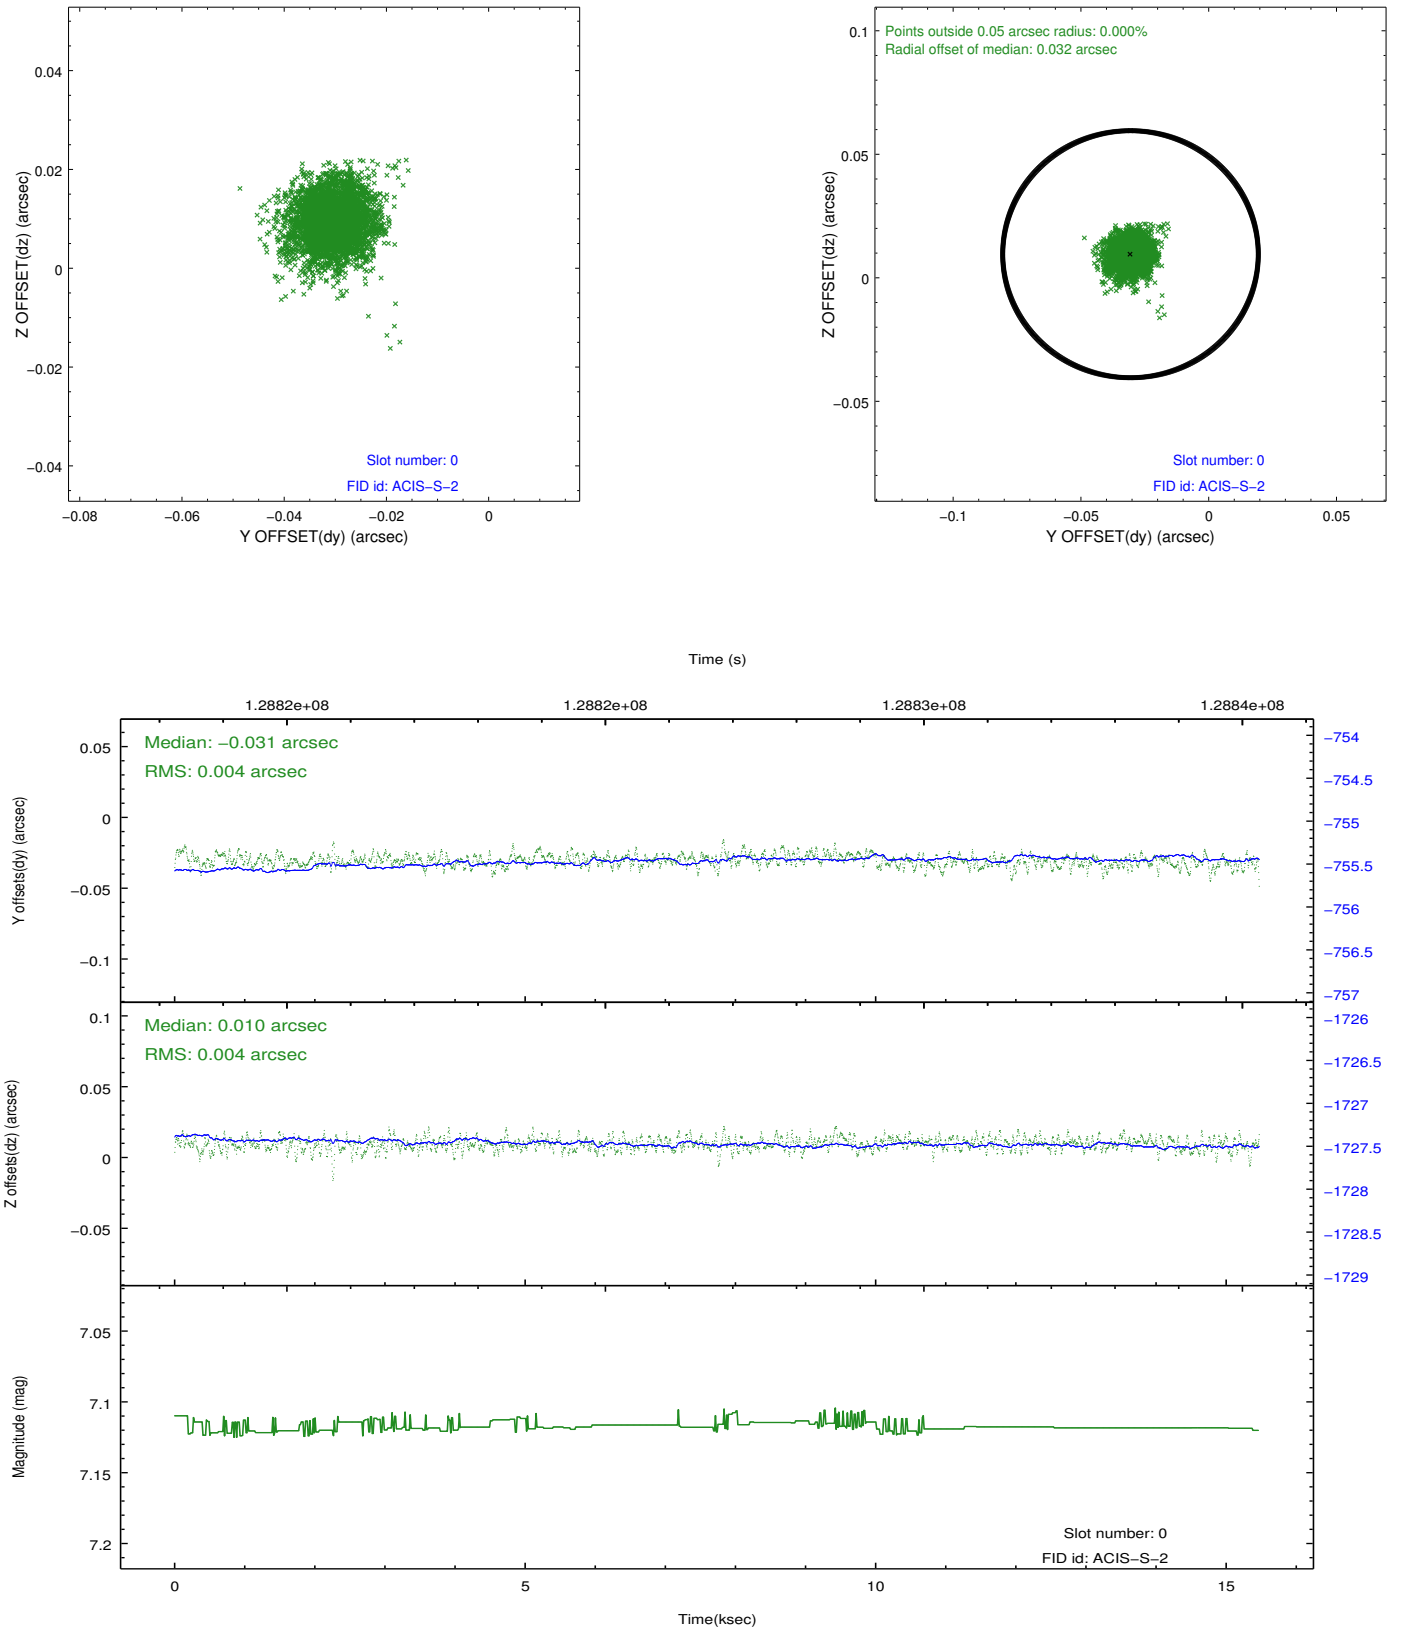 0.04
0.02
0
−0.02
−0.04
Z OFFSET(dz) (arcsec)
Slot number: 0
FID id: ACIS−S−2
−0.08
−0.06
−0.04
−0.02
0
Y OFFSET(dy) (arcsec)
Points outside 0.05 arcsec radius: 0.000%
Radial offset of median: 0.032 arcsec
0.1
0.05
0
−0.05
Z OFFSET(dz) (arcsec)
Slot number: 0
FID id: ACIS−S−2
−0.1
−0.05
0
0.05
Y OFFSET(dy) (arcsec)
Time (s)
1.2882e+08
1.2882e+08
1.2883e+08
1.2884e+08
Median: −0.031 arcsec
RMS: 0.004 arcsec
0.05
0
−0.05
−0.1
Y offsets(dy) (arcsec)
−754
−754.5
−755
−755.5
−756
−756.5
−757
Median: 0.010 arcsec
RMS: 0.004 arcsec
0.1
0.05
0
−0.05
Z offsets(dz) (arcsec)
−1726
−1726.5
−1727
−1727.5
−1728
−1728.5
−1729
7.05
7.1
7.15
7.2
Magnitude (mag)
Slot number: 0
FID id: ACIS−S−2
0
5
10
15
Time(ksec)